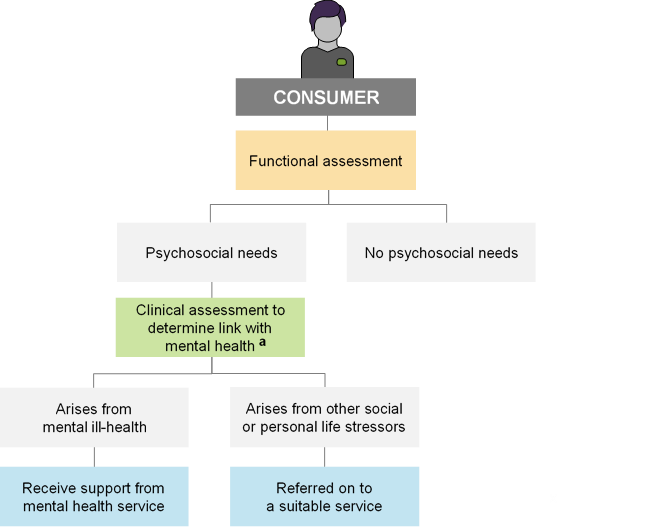 CONSUMER
Functional assessment
Psychosocial needs
No psychosocial needs
Clinical assessment to
determine link with
mental health a
Arises from
mental ill-health
Arises from other social
or personal life stressors
Receive support from
mental health service
Referred on to
a suitable service